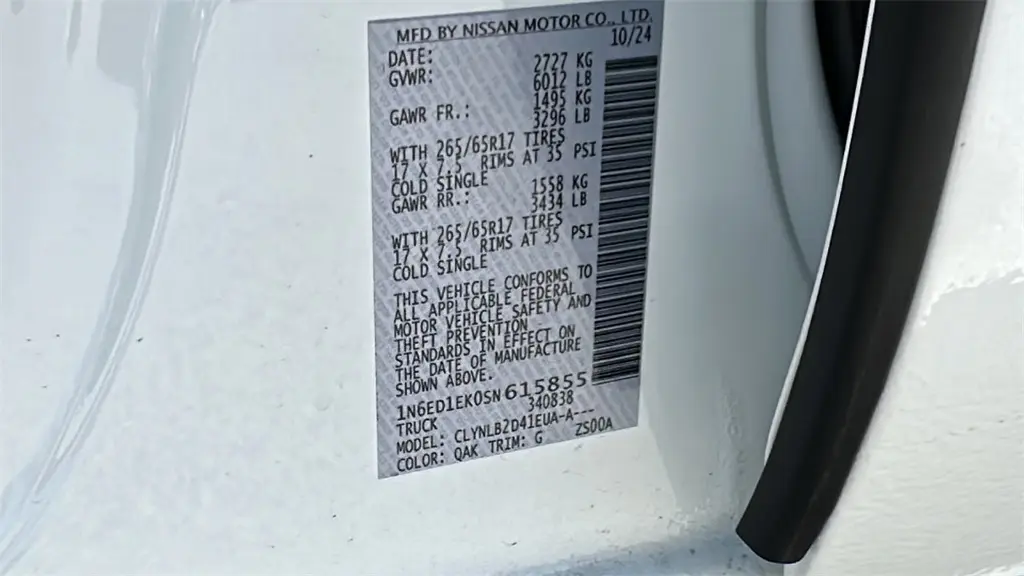 MFD BY NISSAN MOTOR CO., LTD.
DATE: 10/24
GVWR: 2727 KG
6012 LB
GAWR FR.: 1495 KG
3296 LB
WITH 265/65R17 TIRES
17 X 7.5 RIMS AT 35 PSI
COLD SINGLE
GAWR RR.: 1558 KG
3434 LB
WITH 265/65R17 TIRES
17 X 7.5 RIMS AT 35 PSI
COLD SINGLE
THIS VEHICLE CONFORMS TO
ALL APPLICABLE FEDERAL
MOTOR VEHICLE SAFETY AND
THEFT PREVENTION
STANDARDS IN EFFECT ON
THE DATE OF MANUFACTURE
SHOWN ABOVE.
1N6ED1EK0SN615855
TRUCK 340838
MODEL: CLYNLB2D41EUA-A---
COLOR: QAK TRIM: G ZS00A